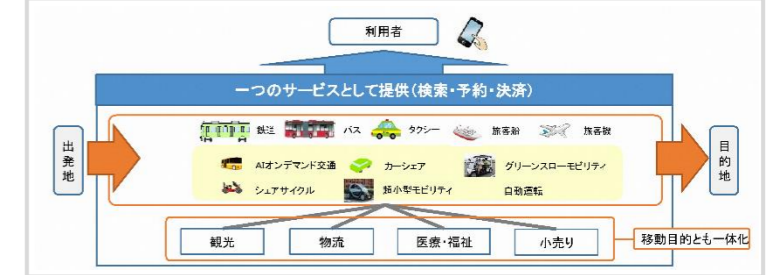 利用者
一つのサービスとして提供(検索・予約・決済)
出発地
鉄道 バス タクシー 旅客船 旅客機
AIオンデマンド交通 カーシェア グリーンスローモビリティ
シェアサイクル 超小型モビリティ 自動運転
目的地
観光 物流 医療・福祉 小売り
移動目的とも一体化